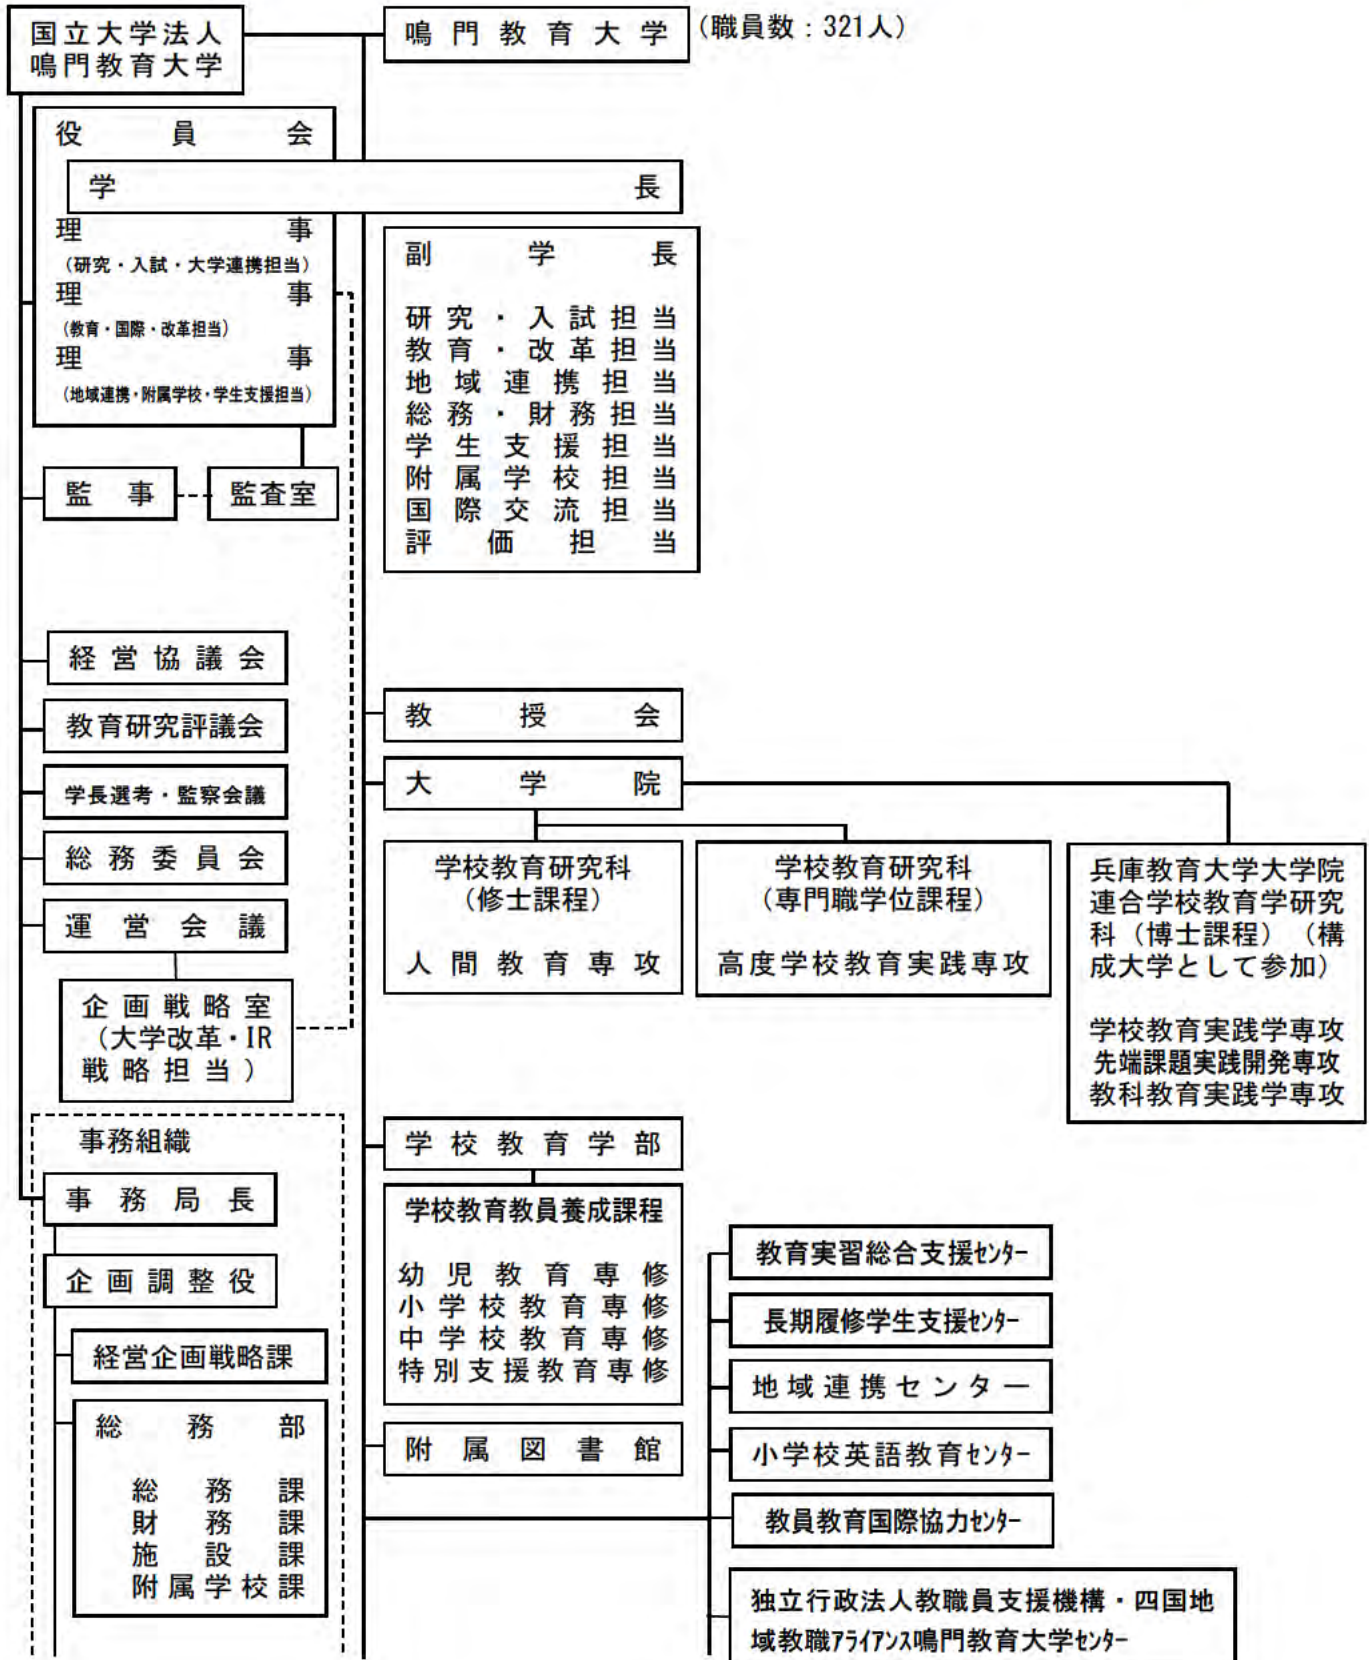 国立大学法人
鳴門教育大学
鳴門教育大学
(職員数:321人)
役員会
学長
理事
(研究・入試・大学連携担当)
理事
(教育・国際・改革担当)
理事
(地域連携・附属学校・学生支援担当)
監事
監査室
副学長
研究・入試担当
教育・改革担当
地域連携担当
総務・財務担当
学生支援担当
附属学校担当
国際交流担当
評価担当
経営協議会
教育研究評議会
学長選考・監察会議
総務委員会
運営会議
企画戦略室
(大学改革・IR
戦略担当)
教授会
大学院
学校教育研究科
(修士課程)
人間教育専攻
学校教育研究科
(専門職学位課程)
高度学校教育実践専攻
兵庫教育大学大学院
連合学校教育学研究
科(博士課程)(構
成大学として参加)
学校教育実践学専攻
先端課題実践開発専攻
教科教育実践学専攻
事務組織
事務局長
企画調整役
経営企画戦略課
総務部
総務課
財務課
施設課
附属学校課
学校教育学部
学校教育教員養成課程
幼児教育専修
小学校教育専修
中学校教育専修
特別支援教育専修
附属図書館
教育実習総合支援センター
長期履修学生支援センター
地域連携センター
小学校英語教育センター
教員教育国際協力センター
独立行政法人教職員支援機構・四国地
域教職アライアンス鳴門教育大学センター